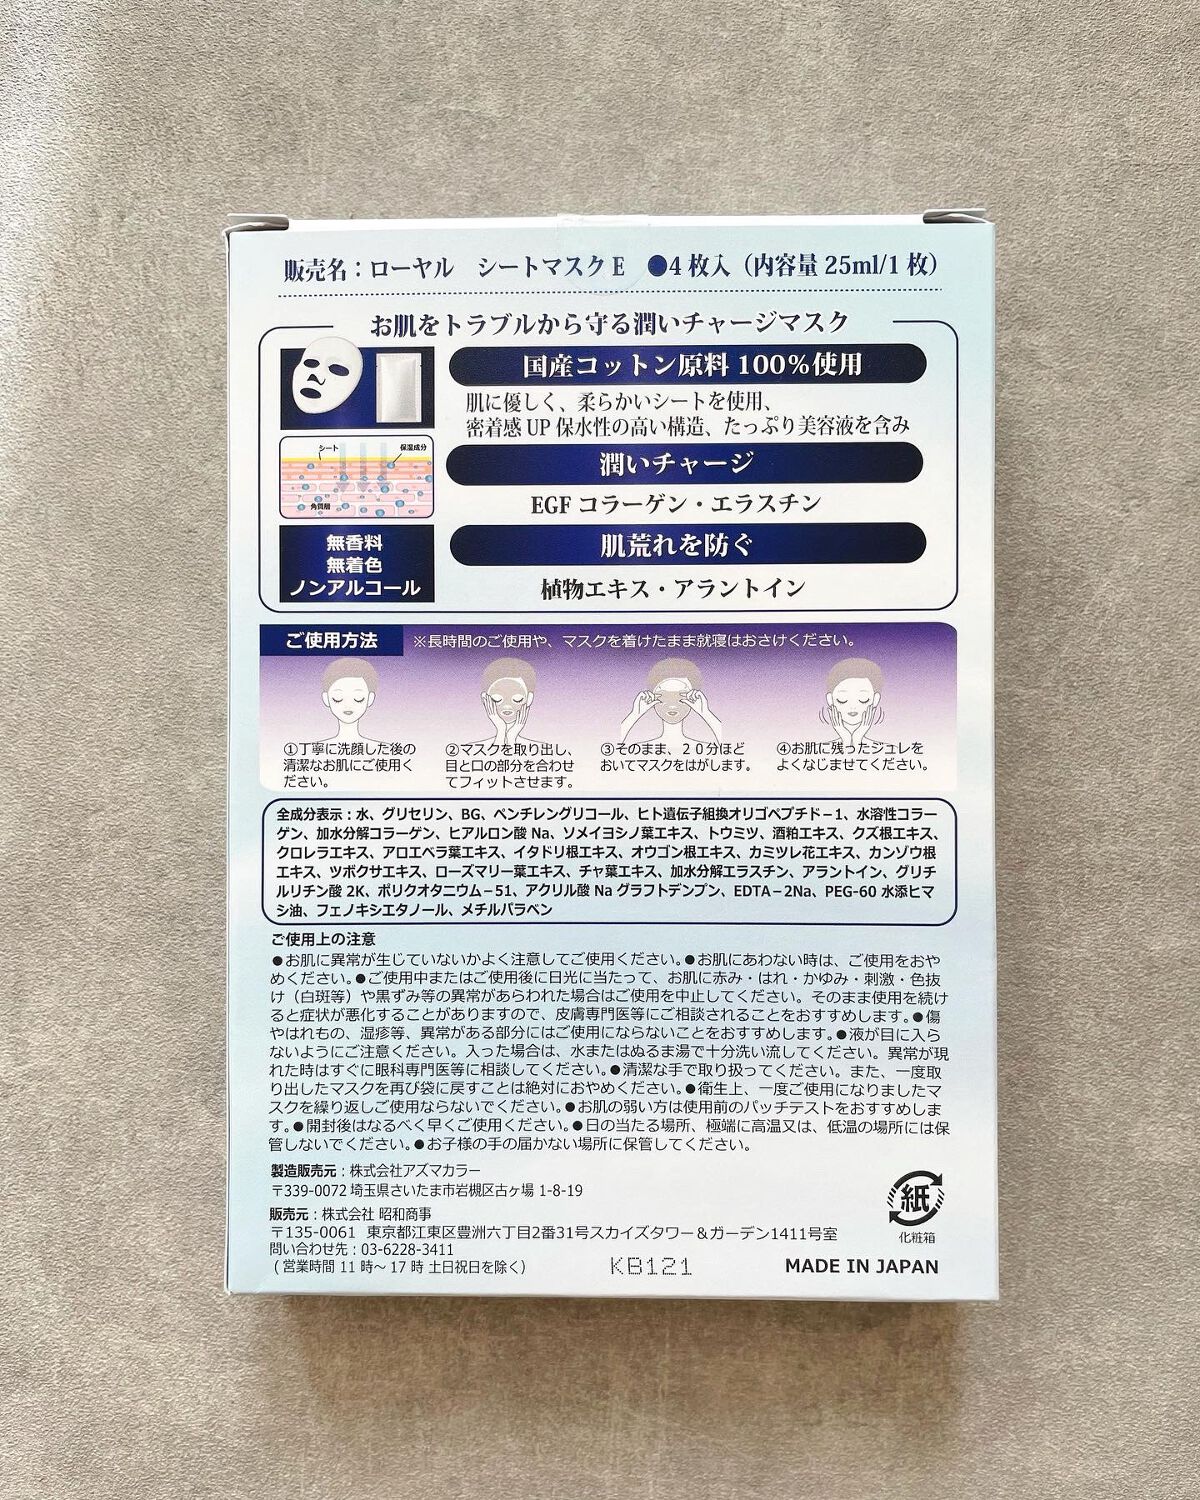 販売名：ローヤル　シートマスク E　●4 枚入（内容量 25ml/1 枚）
お肌をトラブルから守る潤いチャージマスク
国産コットン原料 100%使用
肌に優しく、柔らかいシートを使用、
密着感 UP 保水性の高い構造、たっぷり美容液を含み
シート
保湿成分
角質層
潤いチャージ
EGF コラーゲン・エラスチン
無香料
無着色
ノンアルコール
肌荒れを防ぐ
植物エキス・アラントイン
ご使用方法
※長時間のご使用や、マスクを着けたまま就寝はおさけください。
①丁寧に洗顔した後の
清潔なお肌にご使用く
ださい。
②マスクを取り出し、
目と口の部分を合わせ
てフィットさせます。
③そのまま、２０分ほど
おいてマスクをはがします。
④お肌に残ったジュレを
よくなじませてください。
全成分表示：水、グリセリン、BG、ペンチレングリコール、ヒト遺伝子組換オリゴペプチド－1、水溶性コラー
ゲン、加水分解コラーゲン、ヒアルロン酸 Na、ソメイヨシノ葉エキス、トウミツ、酒粕エキス、クズ根エキス、
クロレラエキス、アロエベラ葉エキス、イタドリ根エキス、オウゴン根エキス、カミツレ花エキス、カンゾウ根
エキス、ツボクサエキス、ローズマリー葉エキス、チャ葉エキス、加水分解エラスチン、アラントイン、グリチ
ルリチン酸 2K、ポリクオタニウム－51、アクリル酸 Na グラフトデンプン、EDTA－2Na、PEG-60 水添ヒマ
シ油、フェノキシエタノール、メチルパラベン
ご使用上の注意
●お肌に異常が生じていないかよく注意してご使用ください。●お肌にあわない時は、ご使用をおや
めください。●ご使用中またはご使用後に日光に当たって、お肌に赤み・はれ・かゆみ・刺激・色抜
け（白斑等）や黒ずみ等の異常があらわれた場合はご使用を中止してください。そのまま使用を続け
ると症状が悪化することがありますので、皮膚専門医等にご相談されることをおすすめします。●傷
やはれもの、湿疹等、異常がある部分にはご使用にならないことをおすすめします。●液が目に入ら
ないようにご注意ください。入った場合は、水またはぬるま湯で十分洗い流してください。異常が現
れた時はすぐに眼科専門医等に相談してください。●清潔な手で取り扱ってください。また、一度取
り出したマスクを再び袋に戻すことは絶対におやめください。●衛生上、一度ご使用になりましたマ
スクを繰り返しご使用ならないでください。●お肌の弱い方は使用前のパッチテストをおすすめしま
す。●開封後はなるべく早くご使用ください。●日の当たる場所、極端に高温又は、低温の場所には保
管しないでください。●お子様の手の届かない場所に保管してください。
製造販売元：株式会社アズマカラー
〒339-0072 埼玉県さいたま市岩槻区古ヶ場 1-8-19
販売元：株式会社 昭和商事
〒135-0061 東京都江東区豊洲六丁目2番31号スカイズタワー＆ガーデン1411号室
問い合わせ先：03-6228-3411
（営業時間 11 時～ 17 時 土日祝日を除く）
KB121
紙
化粧箱
MADE IN JAPAN